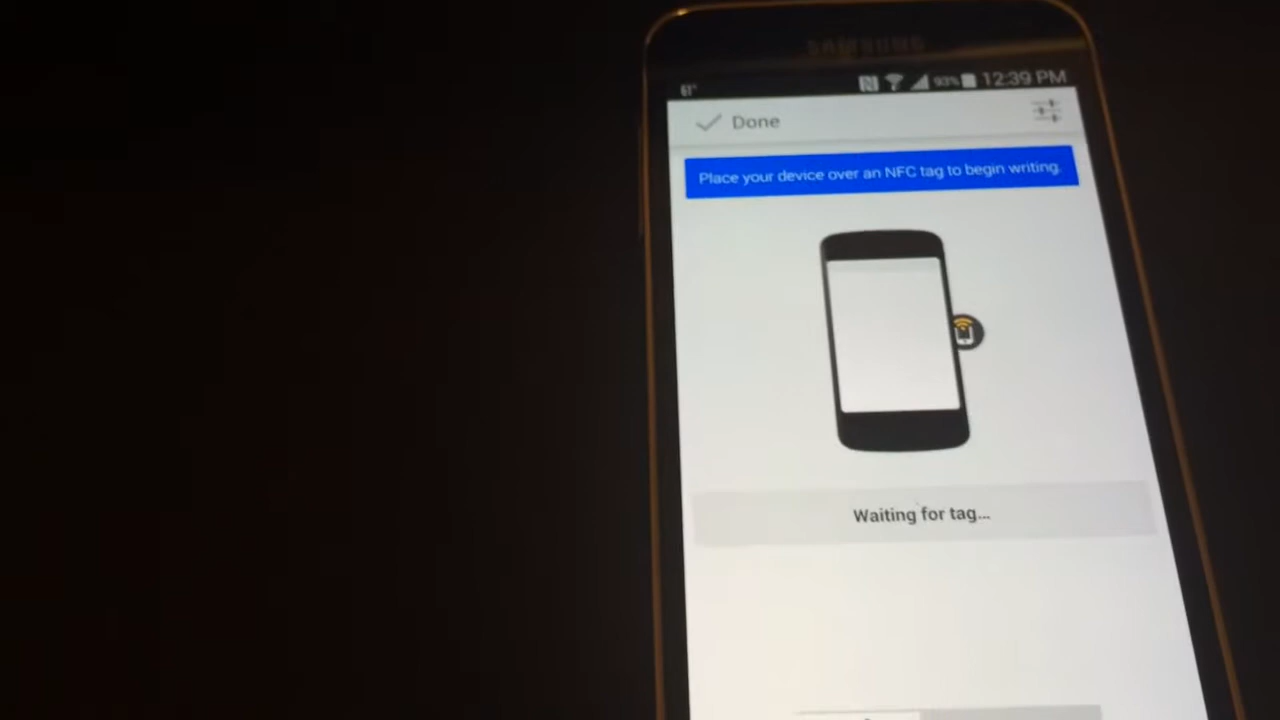 SAMSUNG
61° 93% 12:39 PM
Done
Place your device over an NFC tag to begin writing.
Waiting for tag...